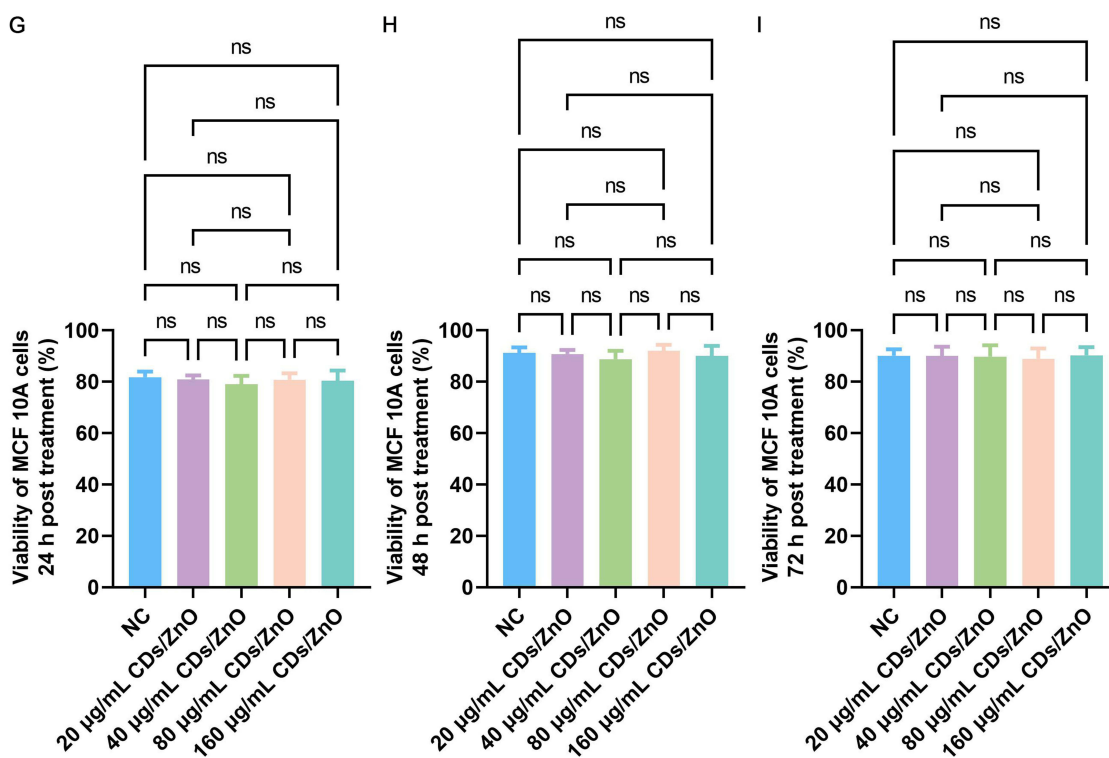 G
ns
ns
ns
ns
ns
ns
ns
ns
ns
ns
Viability of MCF 10A cells
24 h post treatment (%)
100
80
60
40
20
0
NC
20 µg/mL CDs/ZnO
40 µg/mL CDs/ZnO
80 µg/mL CDs/ZnO
160 µg/mL CDs/ZnO
H
ns
ns
ns
ns
ns
ns
ns
ns
ns
ns
Viability of MCF 10A cells
48 h post treatment (%)
100
80
60
40
20
0
NC
20 µg/mL CDs/ZnO
40 µg/mL CDs/ZnO
80 µg/mL CDs/ZnO
160 µg/mL CDs/ZnO
I
ns
ns
ns
ns
ns
ns
ns
ns
ns
ns
Viability of MCF 10A cells
72 h post treatment (%)
100
80
60
40
20
0
NC
20 µg/mL CDs/ZnO
40 µg/mL CDs/ZnO
80 µg/mL CDs/ZnO
160 µg/mL CDs/ZnO